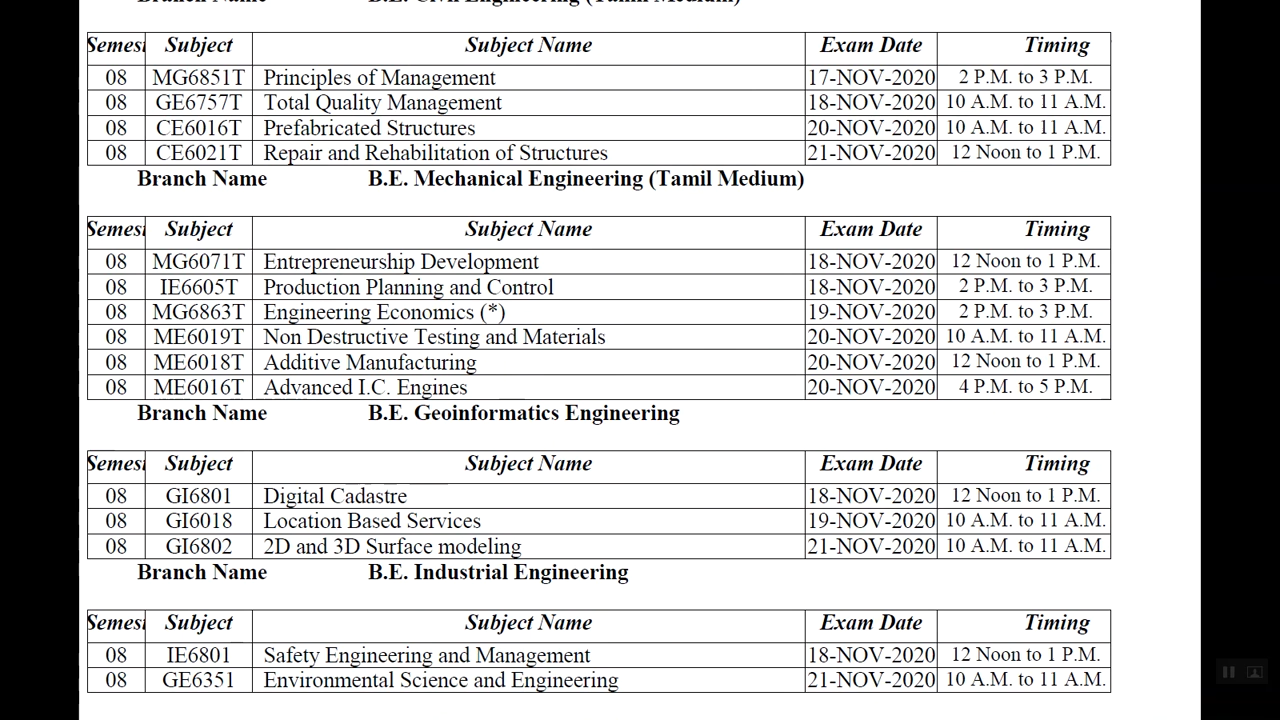 Branch Name B.E. Civil Engineering (Tamil Medium)
Semest Subject Subject Name Exam Date Timing
08 MG6851T Principles of Management 17-NOV-2020 2 P.M. to 3 P.M.
08 GE6757T Total Quality Management 18-NOV-2020 10 A.M. to 11 A.M.
08 CE6016T Prefabricated Structures 20-NOV-2020 10 A.M. to 11 A.M.
08 CE6021T Repair and Rehabilitation of Structures 21-NOV-2020 12 Noon to 1 P.M.
Branch Name B.E. Mechanical Engineering (Tamil Medium)
Semest Subject Subject Name Exam Date Timing
08 MG6071T Entrepreneurship Development 18-NOV-2020 12 Noon to 1 P.M.
08 IE6605T Production Planning and Control 18-NOV-2020 2 P.M. to 3 P.M.
08 MG6863T Engineering Economics (*) 19-NOV-2020 2 P.M. to 3 P.M.
08 ME6019T Non Destructive Testing and Materials 20-NOV-2020 10 A.M. to 11 A.M.
08 ME6018T Additive Manufacturing 20-NOV-2020 12 Noon to 1 P.M.
08 ME6016T Advanced I.C. Engines 20-NOV-2020 4 P.M. to 5 P.M.
Branch Name B.E. Geoinformatics Engineering
Semest Subject Subject Name Exam Date Timing
08 GI6801 Digital Cadastre 18-NOV-2020 12 Noon to 1 P.M.
08 GI6018 Location Based Services 19-NOV-2020 10 A.M. to 11 A.M.
08 GI6802 2D and 3D Surface modeling 21-NOV-2020 10 A.M. to 11 A.M.
Branch Name B.E. Industrial Engineering
Semest Subject Subject Name Exam Date Timing
08 IE6801 Safety Engineering and Management 18-NOV-2020 12 Noon to 1 P.M.
08 GE6351 Environmental Science and Engineering 21-NOV-2020 10 A.M. to 11 A.M.